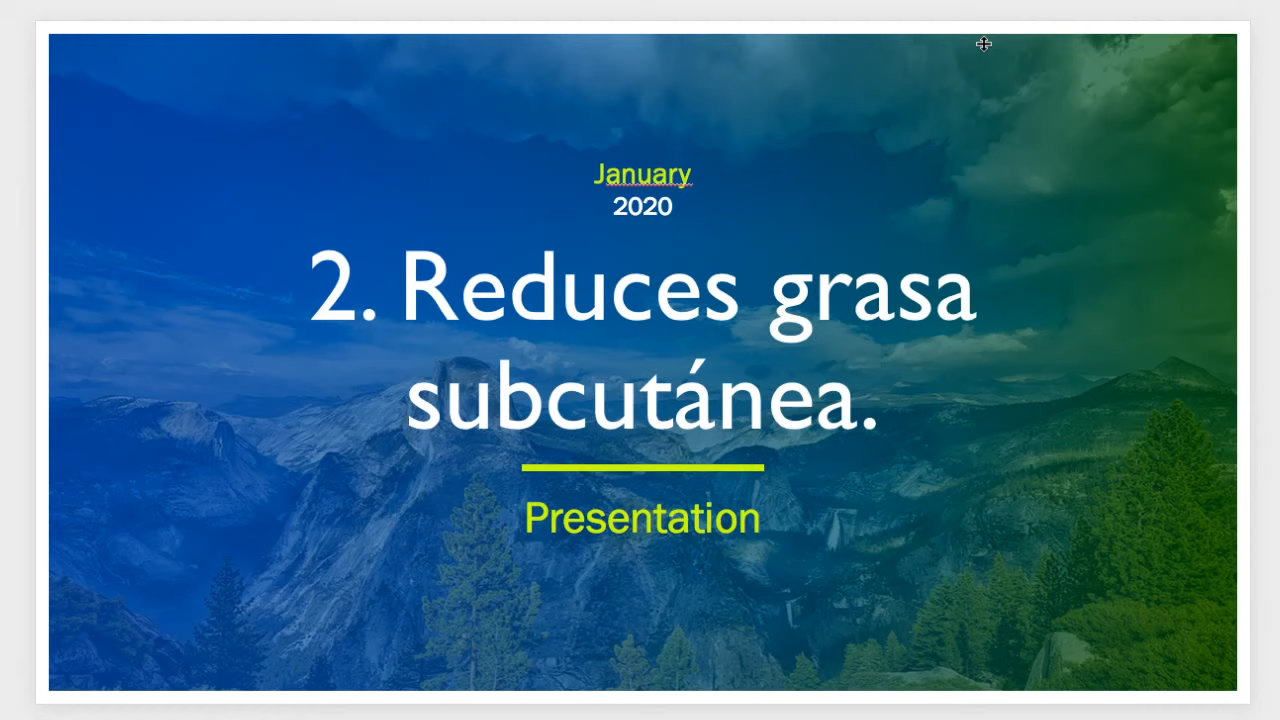 January
2020
2. Reduces grasa
subcutánea.
Presentation